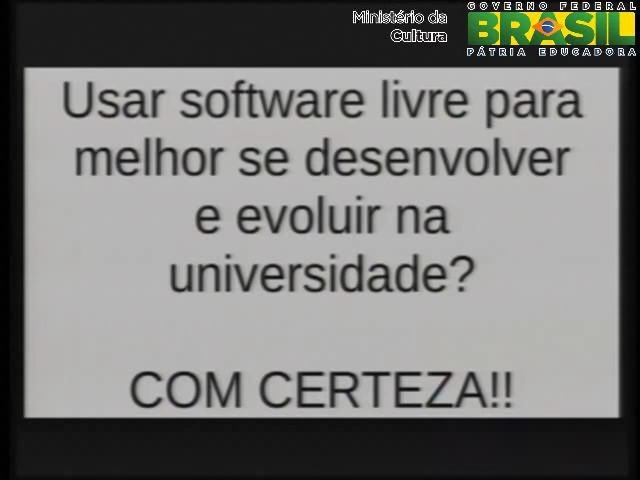 Ministério da
Cultura
GOVERNO FEDERAL
BRASIL
PÁTRIA EDUCADORA
Usar software livre para
melhor se desenvolver
e evoluir na
universidade?
COM CERTEZA!!